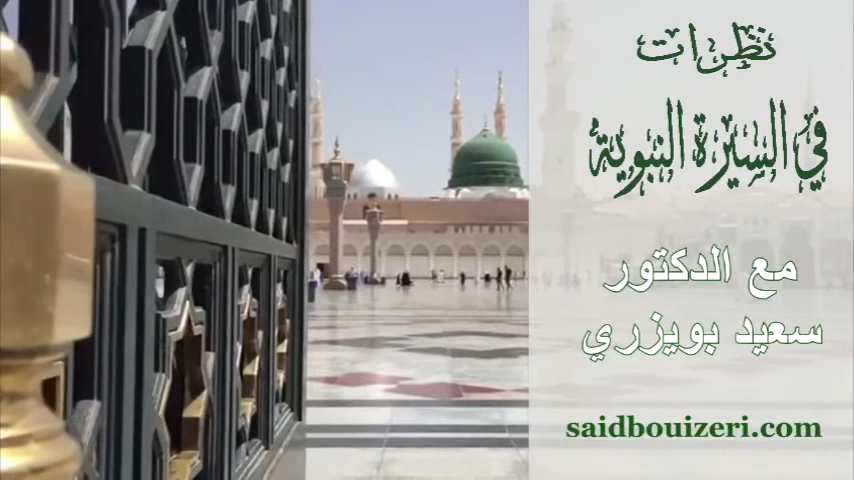 نظرات
في السيرة النبوية
مع الدكتور
سعيد بويزري
saidbouizeri.com